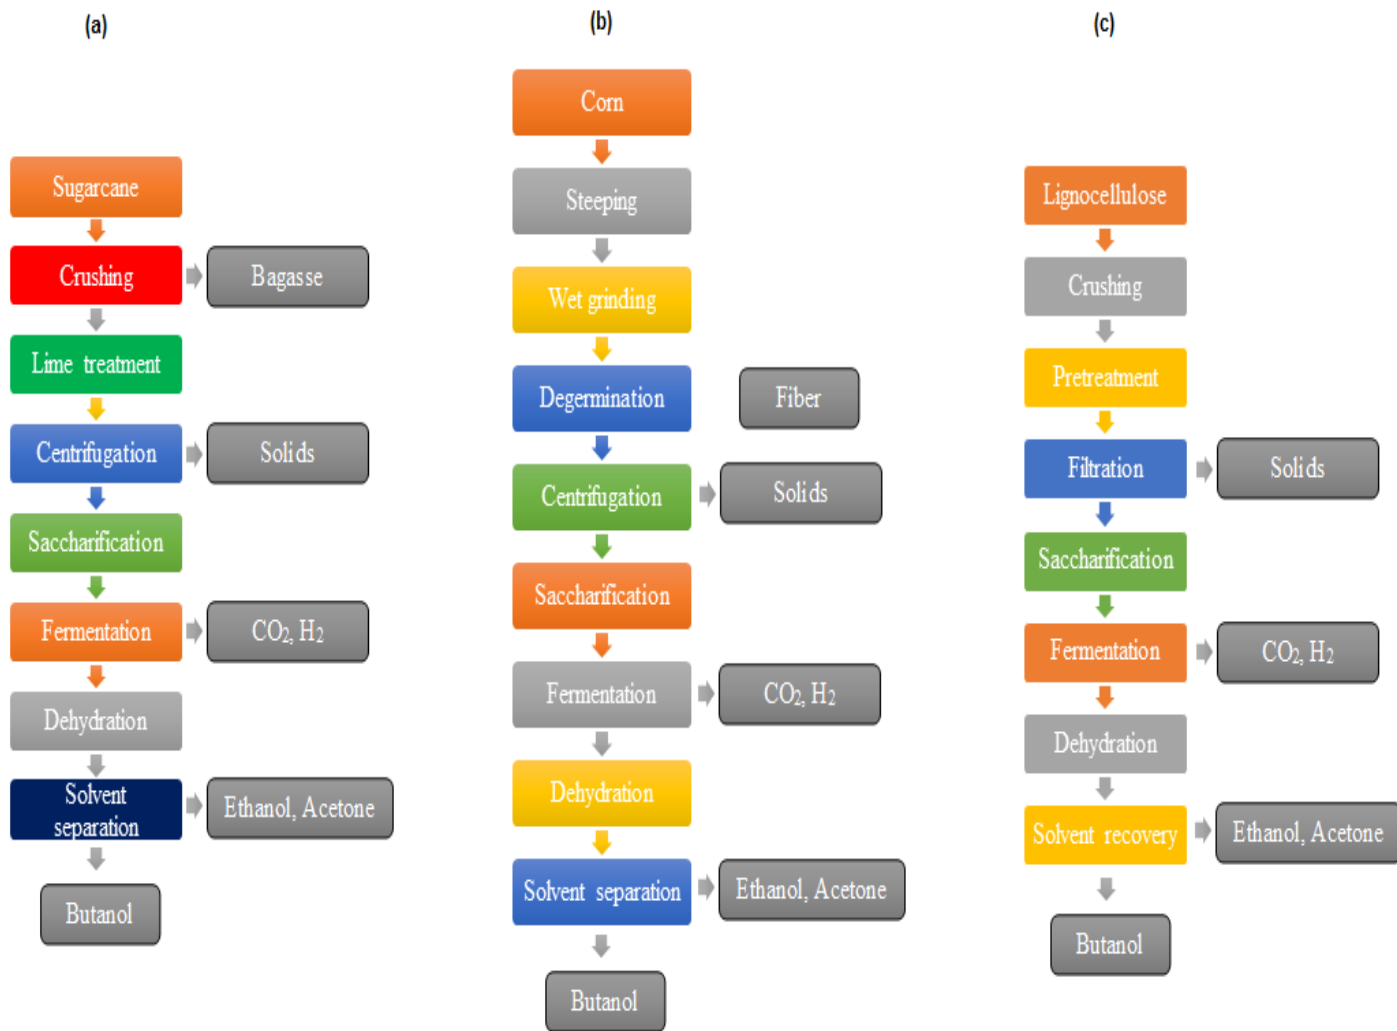 (a)
Sugarcane
Crushing
Bagasse
Lime treatment
Centrifugation
Solids
Saccharification
Fermentation
CO₂, H₂
Dehydration
Solvent
separation
Ethanol, Acetone
Butanol
(b)
Corn
Steeping
Wet grinding
Degermination
Fiber
Centrifugation
Solids
Saccharification
Fermentation
CO₂, H₂
Dehydration
Solvent separation
Ethanol, Acetone
Butanol
(c)
Lignocellulose
Crushing
Pretreatment
Filtration
Solids
Saccharification
Fermentation
CO₂, H₂
Dehydration
Solvent recovery
Ethanol, Acetone
Butanol